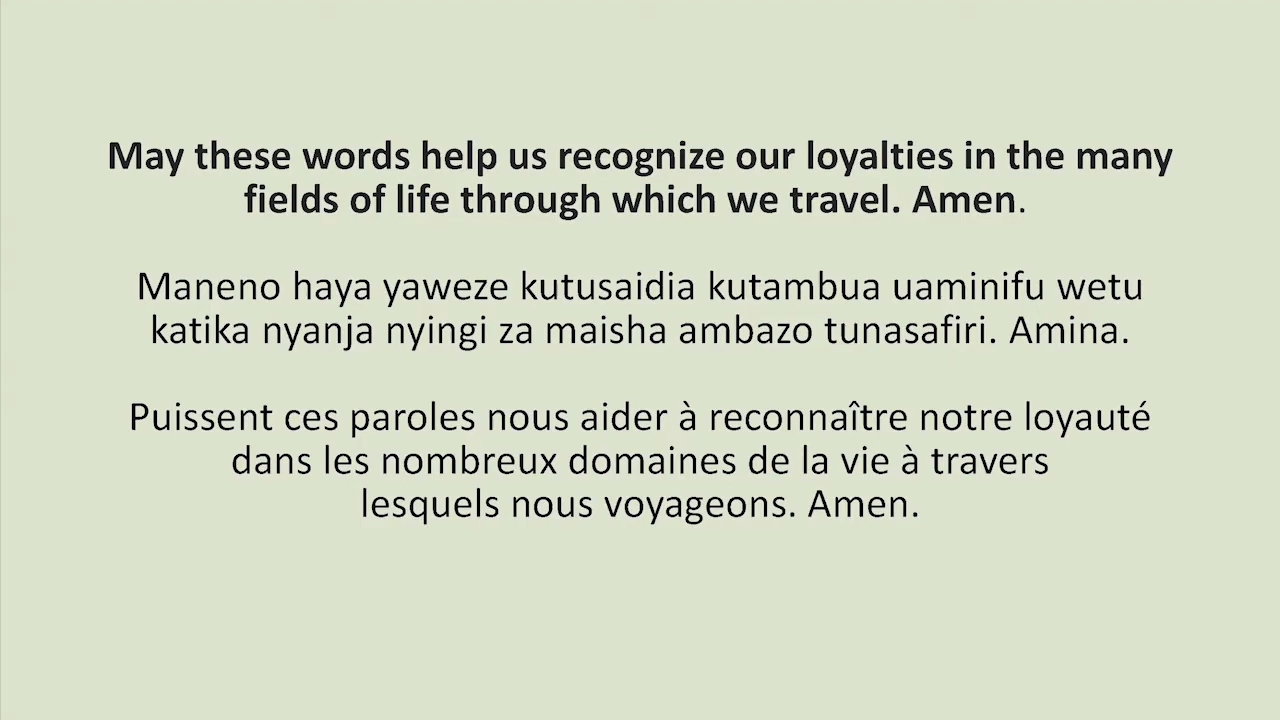 May these words help us recognize our loyalties in the many
fields of life through which we travel. Amen.
Maneno haya yaweze kutusaidia kutambua uaminifu wetu
katika nyanja nyingi za maisha ambazo tunasafiri. Amina.
Puissent ces paroles nous aider à reconnaître notre loyauté
dans les nombreux domaines de la vie à travers
lesquels nous voyageons. Amen.